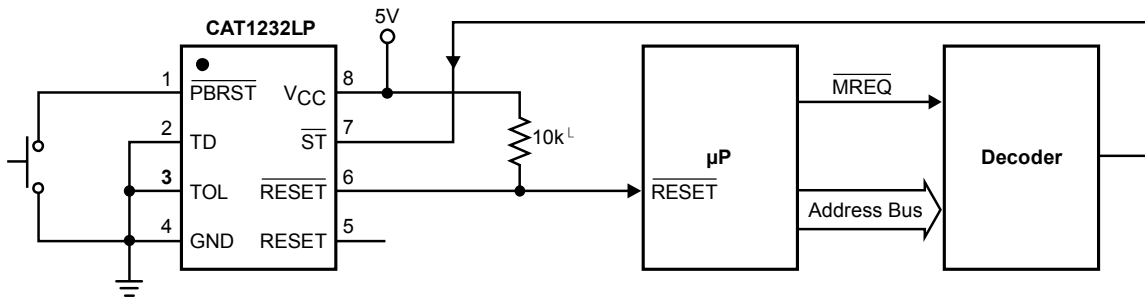 CAT1232LP
5V
1
PBRST
VCC
8
2
TD
ST
7
10k
3
TOL
RESET
6
4
GND
RESET
5
µP
RESET
MREQ
Address Bus
Decoder